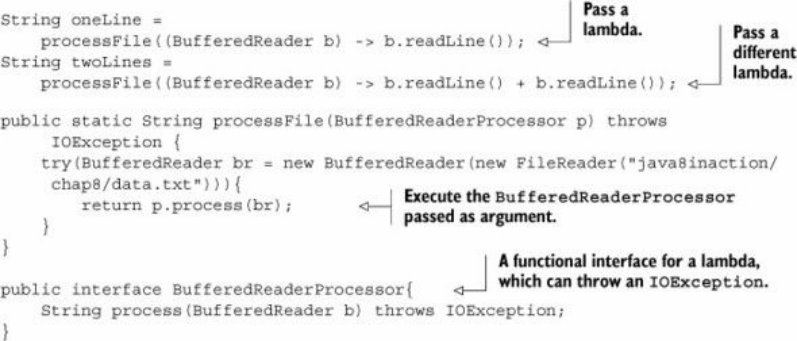 String oneLine =
    processFile((BufferedReader b) -> b.readLine());
Pass a
lambda.
String twoLines =
    processFile((BufferedReader b) -> b.readLine() + b.readLine());
Pass a
different
lambda.
public static String processFile(BufferedReaderProcessor p) throws
     IOException {
    try(BufferedReader br = new BufferedReader(new FileReader("java8inaction/
     chap8/data.txt"))){
        return p.process(br);
Execute the BufferedReaderProcessor
passed as argument.
    }
}
A functional interface for a lambda,
which can throw an IOException.
public interface BufferedReaderProcessor{
    String process(BufferedReader b) throws IOException;
}